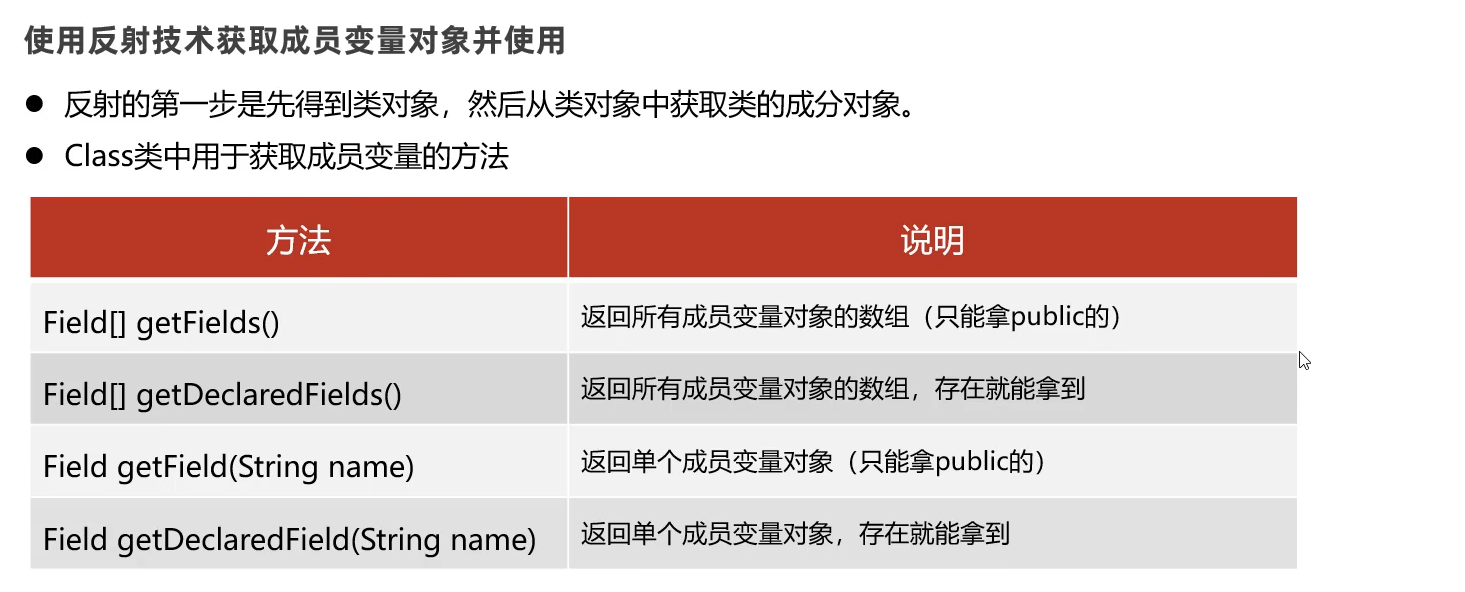 使用反射技术获取成员变量对象并使用
● 反射的第一步是先得到类对象，然后从类对象中获取类的成分对象。
● Class类中用于获取成员变量的方法
方法 说明
Field[] getFields() 返回所有成员变量对象的数组（只能拿public的）
Field[] getDeclaredFields() 返回所有成员变量对象的数组，存在就能拿到
Field getField(String name) 返回单个成员变量对象（只能拿public的）
Field getDeclaredField(String name) 返回单个成员变量对象，存在就能拿到